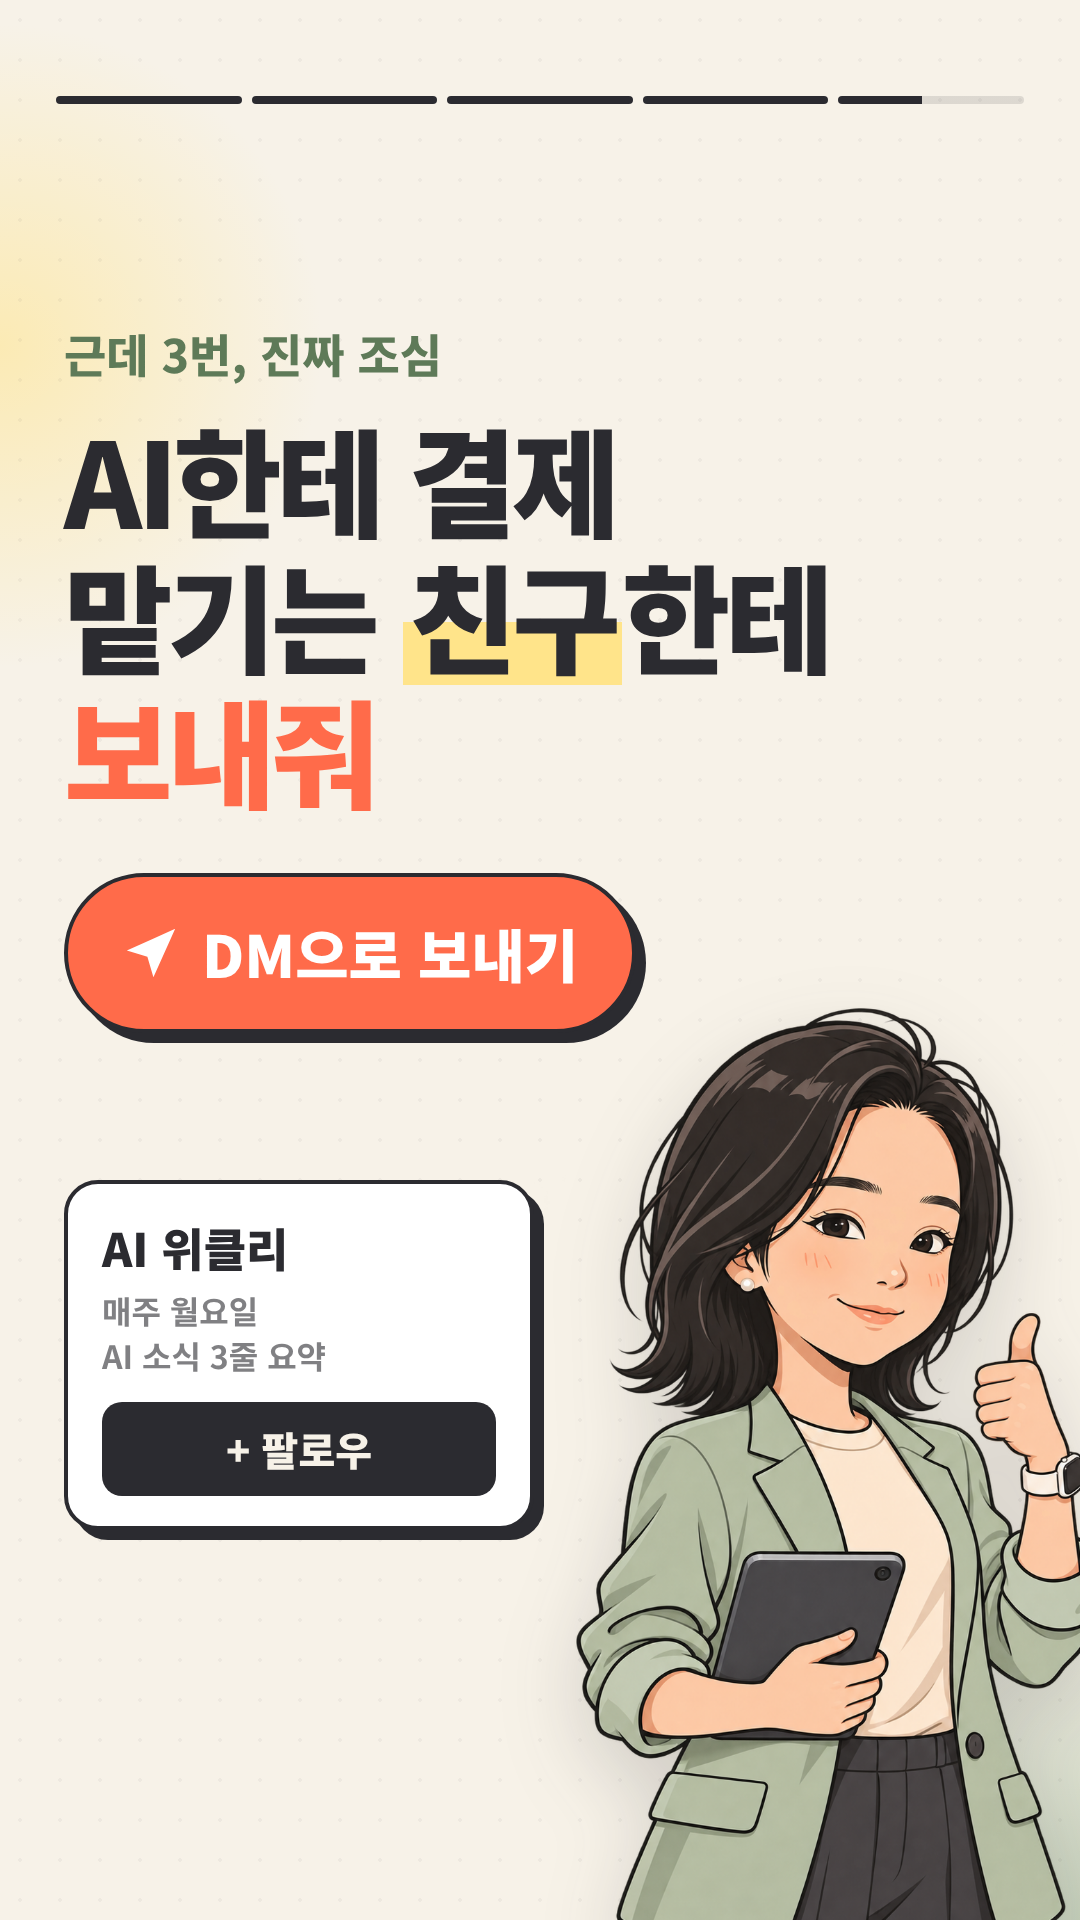 근데 3번, 진짜 조심
AI한테 결제
맡기는 친구한테
보내줘
DM으로 보내기
AI 위클리
매주 월요일
AI 소식 3줄 요약
+ 팔로우